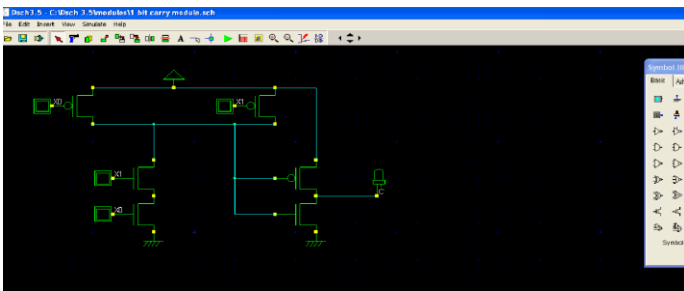 Dsch3.5 - C:\Dsch 3.5\modules\1 bit carry module.sch
File Edit Insert View Simulate Help
Symbol
Basic
X0
X1
X1
X0
C
Symbol